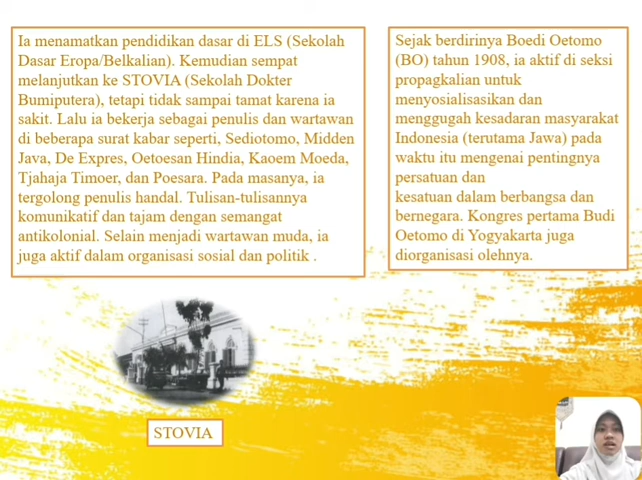 Ia menamatkan pendidikan dasar di ELS (Sekolah
Dasar Eropa/Belkalian). Kemudian sempat
melanjutkan ke STOVIA (Sekolah Dokter
Bumiputera), tetapi tidak sampai tamat karena ia
sakit. Lalu ia bekerja sebagai penulis dan wartawan
di beberapa surat kabar seperti, Sediotomo, Midden
Java, De Expres, Oetoesan Hindia, Kaoem Moeda,
Tjahaja Timoer, dan Poesara. Pada masanya, ia
tergolong penulis handal. Tulisan-tulisannya
komunikatif dan tajam dengan semangat
antikolonial. Selain menjadi wartawan muda, ia
juga aktif dalam organisasi sosial dan politik .
Sejak berdirinya Boedi Oetomo
(BO) tahun 1908, ia aktif di seksi
propagkalian untuk
menyosialisasikan dan
menggugah kesadaran masyarakat
Indonesia (terutama Jawa) pada
waktu itu mengenai pentingnya
persatuan dan
kesatuan dalam berbangsa dan
bernegara. Kongres pertama Budi
Oetomo di Yogyakarta juga
diorganisasi olehnya.
STOVIA